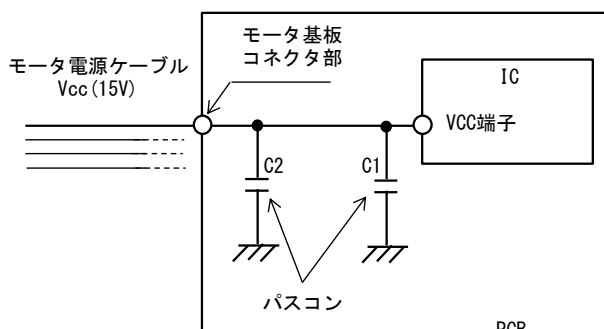 モータ電源ケーブル
Vcc(15V)
モータ基板
コネクタ部
IC
VCC端子
C2
C1
パスコン
PCB